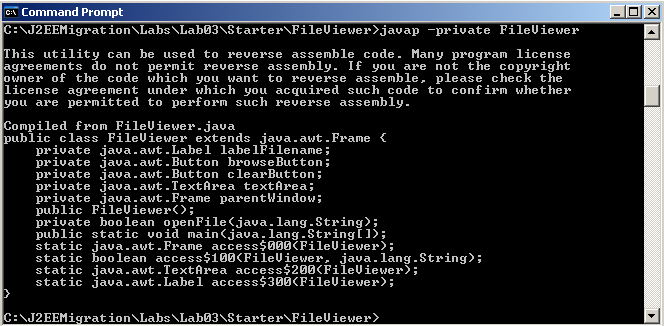 Command Prompt
C:\J2EEMigration\Labs\Lab03\Starter\FileViewer>javap -private FileViewer
This utility can be used to reverse assemble code. Many program license
agreements do not permit reverse assembly. If you are not the copyright
owner of the code which you want to reverse assemble, please check the
license agreement under which you acquired such code to confirm whether
you are permitted to perform such reverse assembly.
Compiled from FileViewer.java
public class FileViewer extends java.awt.Frame {
    private java.awt.Label labelFilename;
    private java.awt.Button browseButton;
    private java.awt.Button clearButton;
    private java.awt.TextArea textArea;
    private java.awt.Frame parentWindow;
    public FileViewer();
    private boolean openFile(java.lang.String);
    public static void main(java.lang.String[]);
    static java.awt.Frame access$000(FileViewer);
    static boolean access$100(FileViewer, java.lang.String);
    static java.awt.TextArea access$200(FileViewer);
    static java.awt.Label access$300(FileViewer);
}
C:\J2EEMigration\Labs\Lab03\Starter\FileViewer>